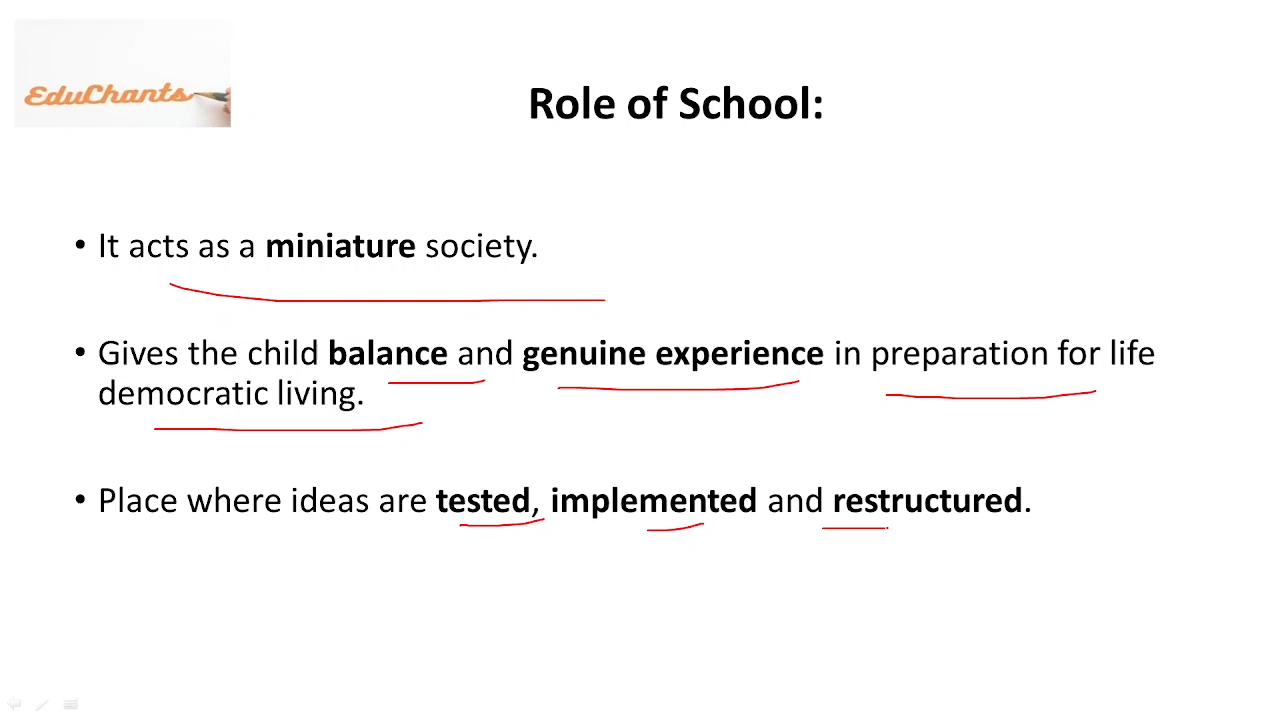 EduChants
Role of School:
• It acts as a miniature society.
• Gives the child balance and genuine experience in preparation for life
democratic living.
• Place where ideas are tested, implemented and restructured.